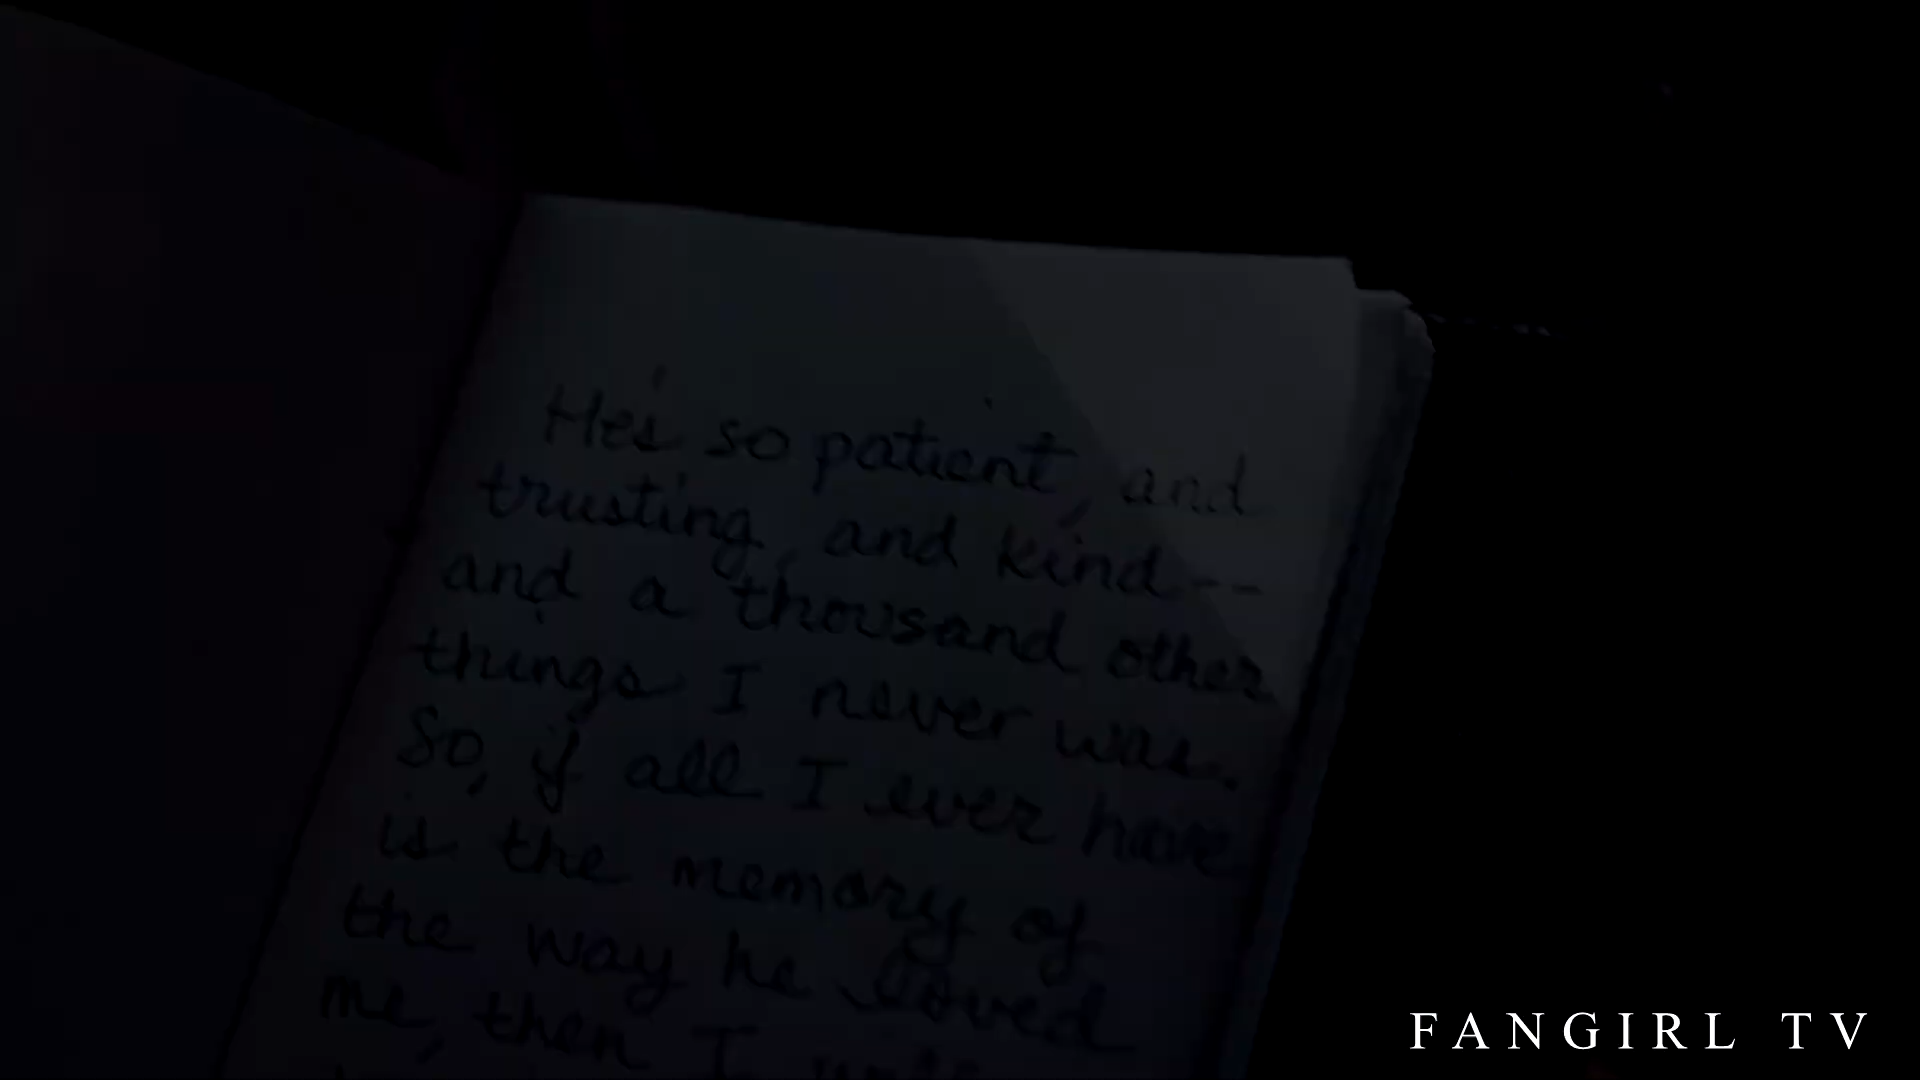 He's so patient, and
trusting, and kind--
and a thousand other
things I never was.
So, if all I ever have
is the memory of
the way he loved
me, then I
FANGIRL TV